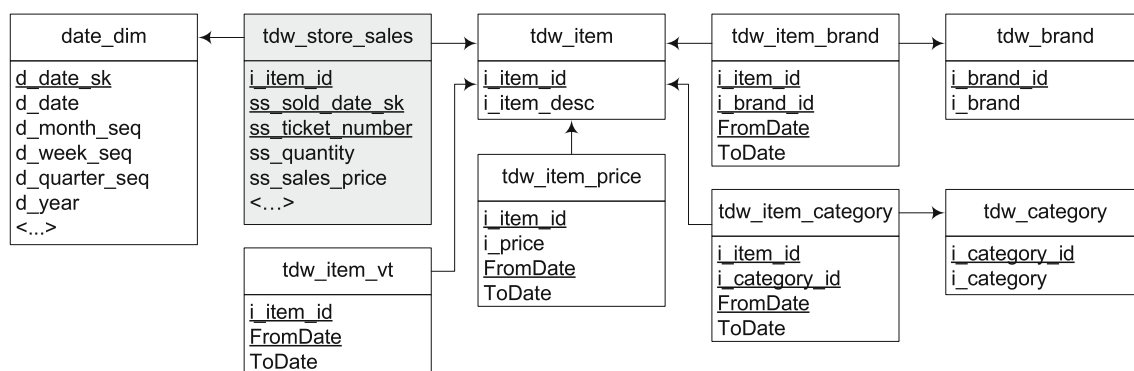 date_dim
d_date_sk
d_date
d_month_seq
d_week_seq
d_quarter_seq
d_year
<...>
tdw_store_sales
i_item_id
ss_sold_date_sk
ss_ticket_number
ss_quantity
ss_sales_price
<...>
tdw_item_vt
i_item_id
FromDate
ToDate
tdw_item
i_item_id
i_item_desc
tdw_item_price
i_item_id
i_price
FromDate
ToDate
tdw_item_brand
i_item_id
i_brand_id
FromDate
ToDate
tdw_item_category
i_item_id
i_category_id
FromDate
ToDate
tdw_brand
i_brand_id
i_brand
tdw_category
i_category_id
i_category